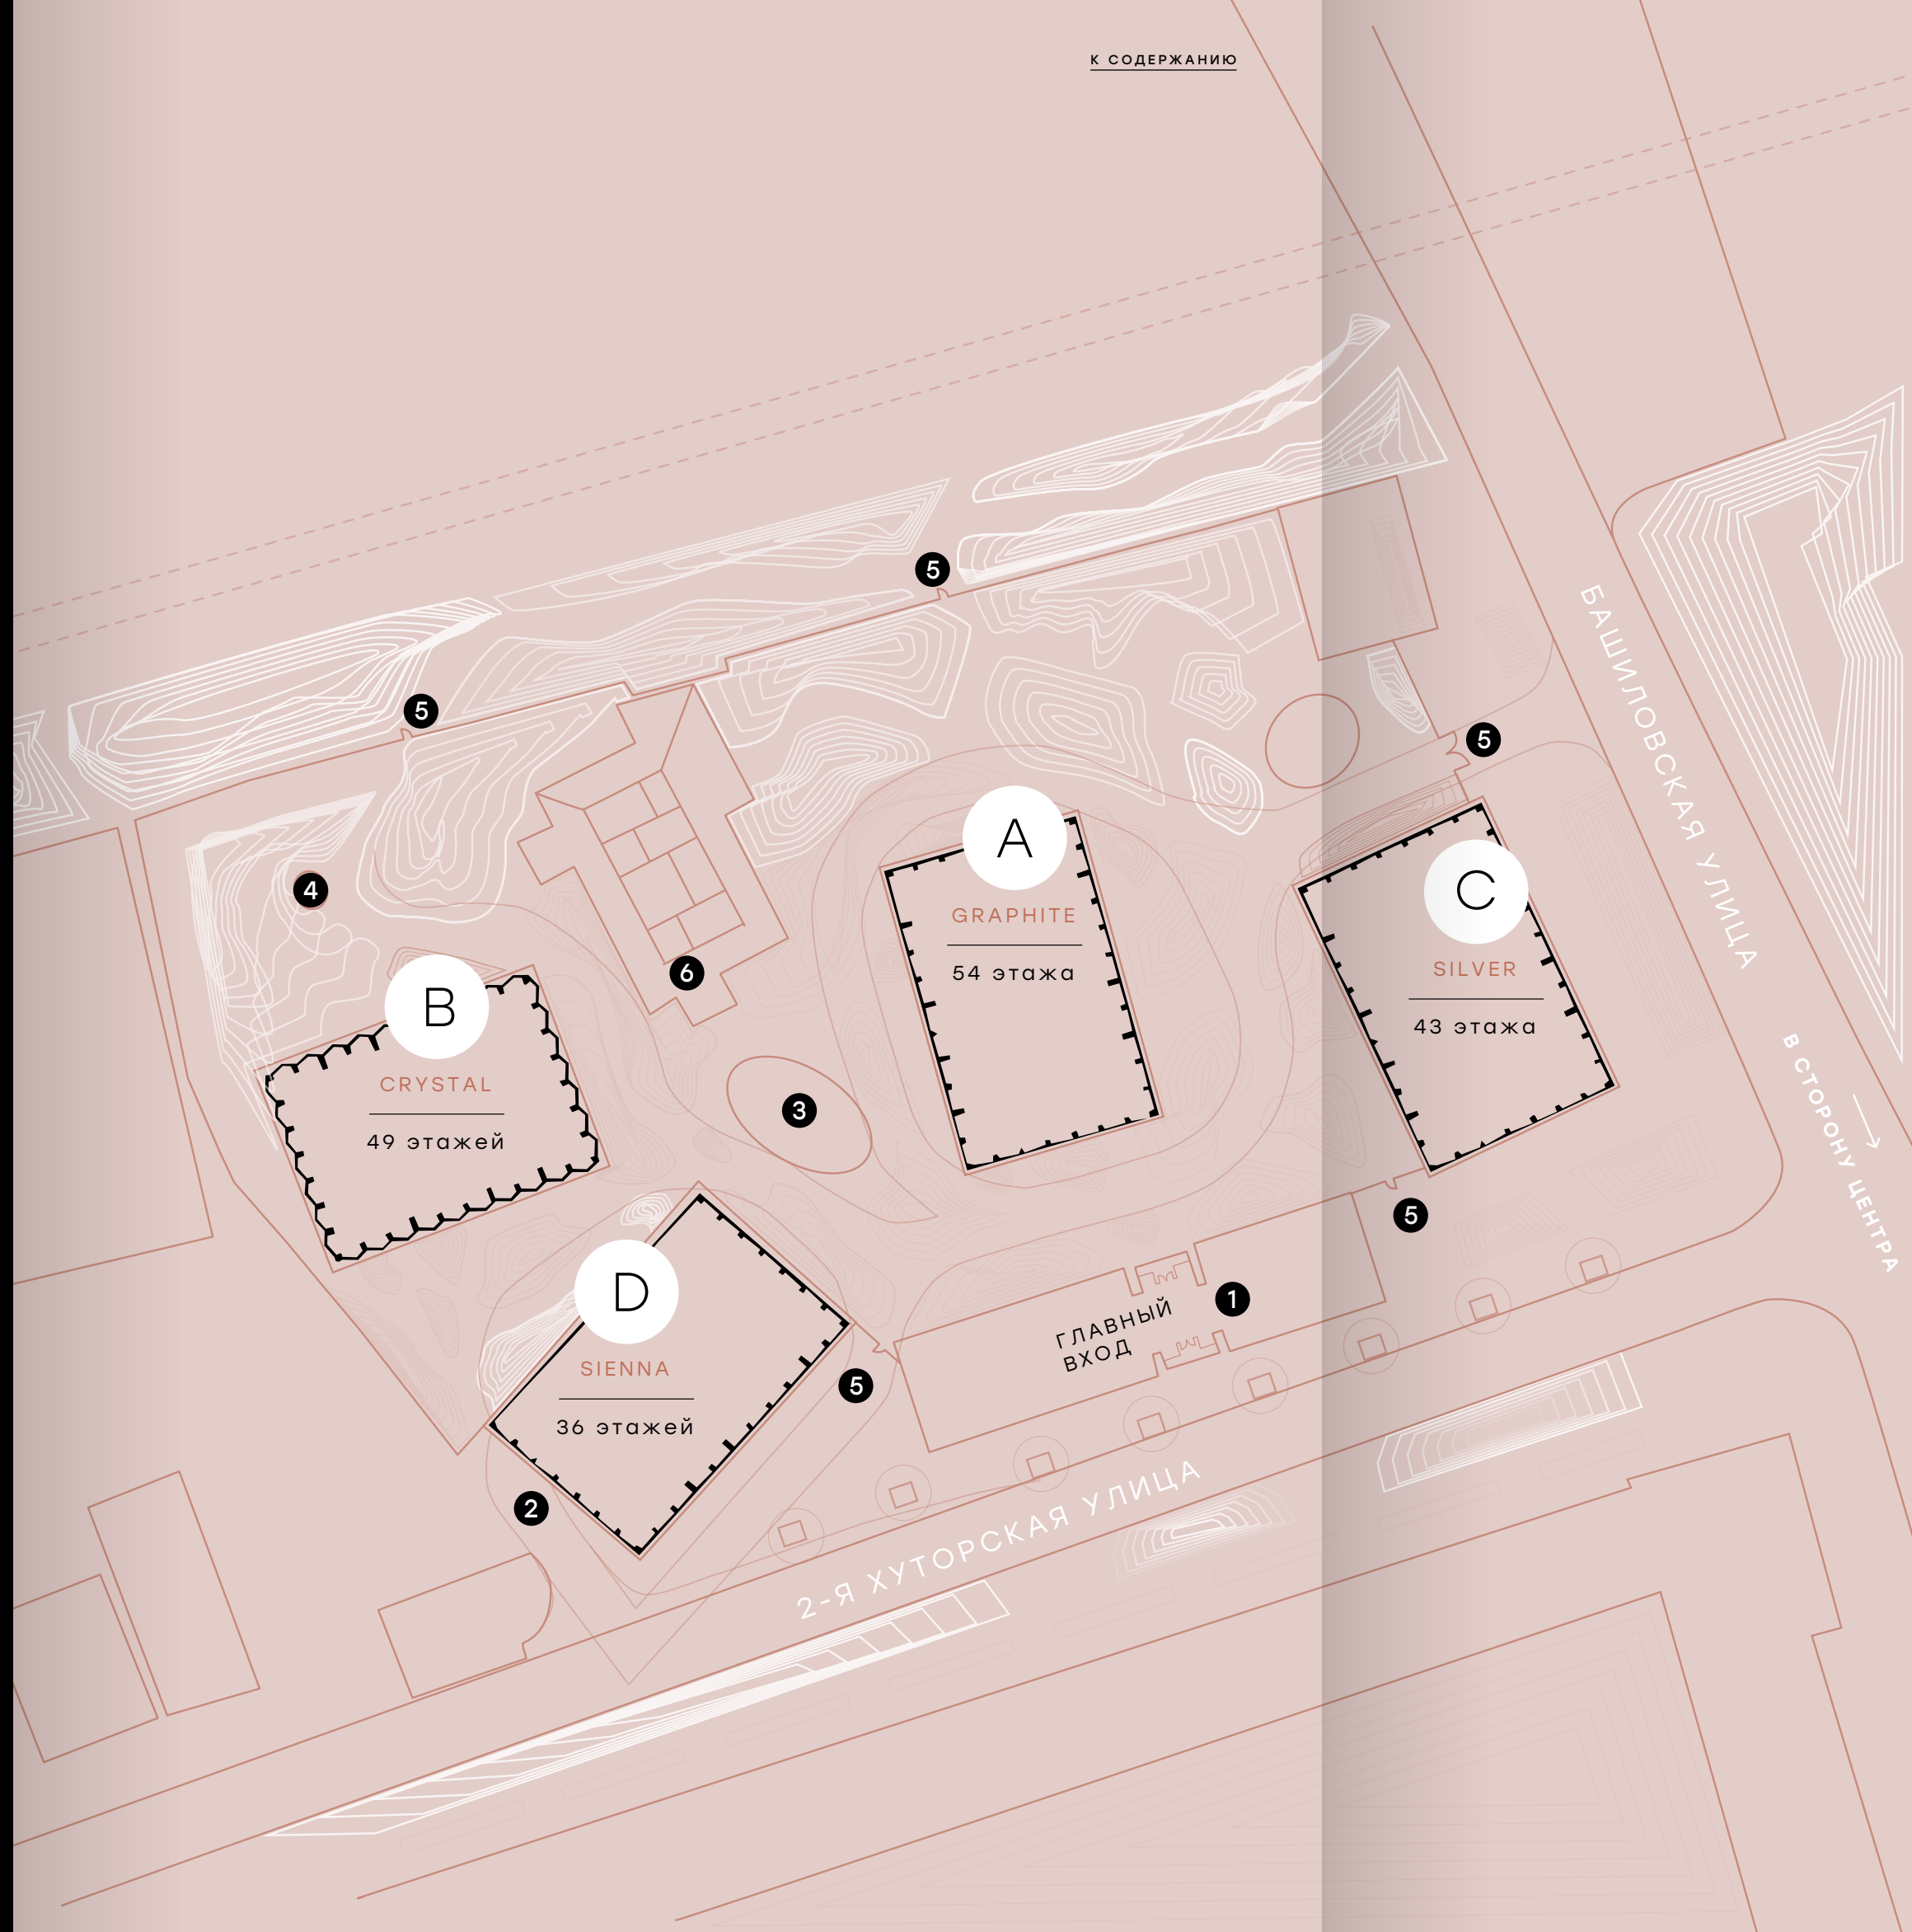 К СОДЕРЖАНИЮ
5
5
5
БАШИЛОВСКАЯ УЛИЦА
A
GRAPHITE
54 этажа
C
SILVER
43 этажа
4
6
B
CRYSTAL
49 этажей
3
В СТОРОНУ ЦЕНТРА
5
D
SIENNA
36 этажей
1
ГЛАВНЫЙ
ВХОД
5
2
2-Я ХУТОРСКАЯ УЛИЦА